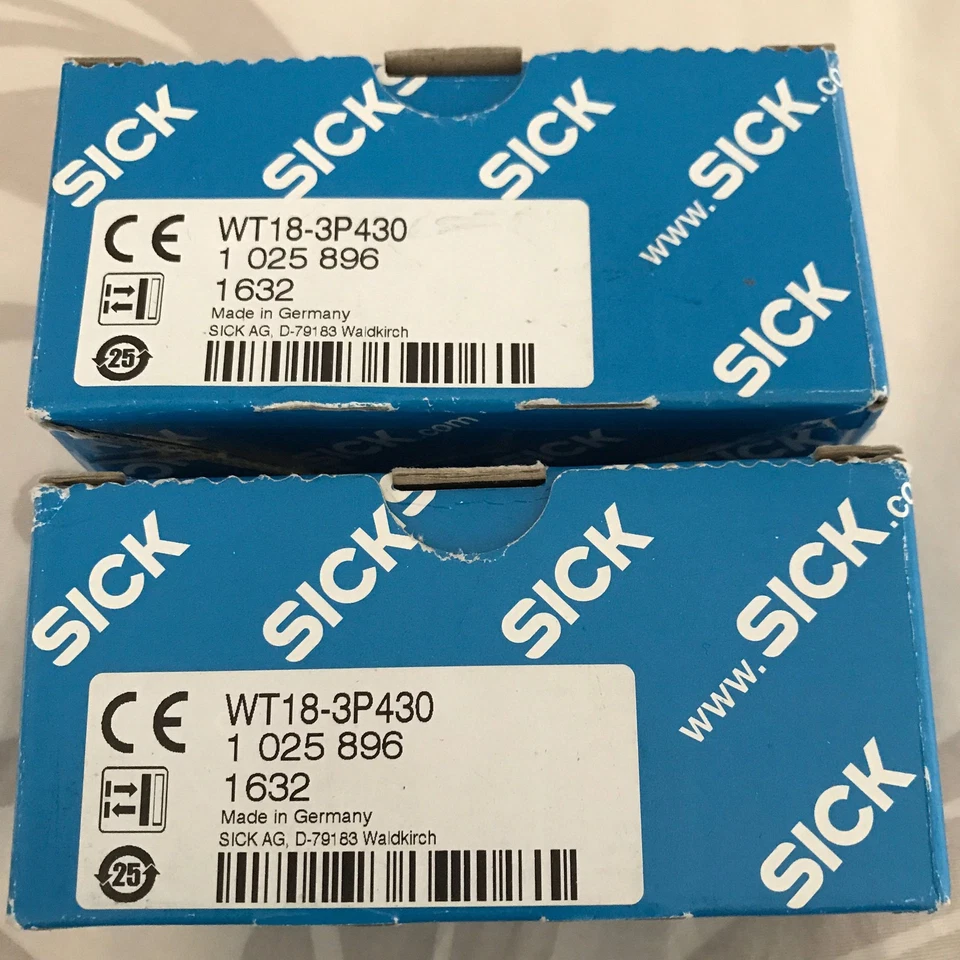 SICK SICK S SICK www.SICK.co
SICK
CE WT18-3P430
1 025 896
1632
Made in Germany
SICK AG, D-79183 Waldkirch
25
SICK.com
SICK SICK S SICK www.SICK.co
SICK
CE WT18-3P430
1 025 896
1632
Made in Germany
SICK AG, D-79183 Waldkirch
25